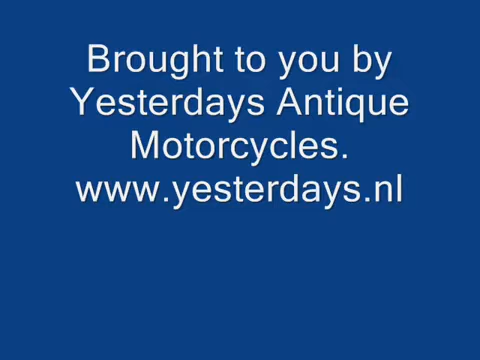 Brought to you by
Yesterdays Antique
Motorcycles.
www.yesterdays.nl